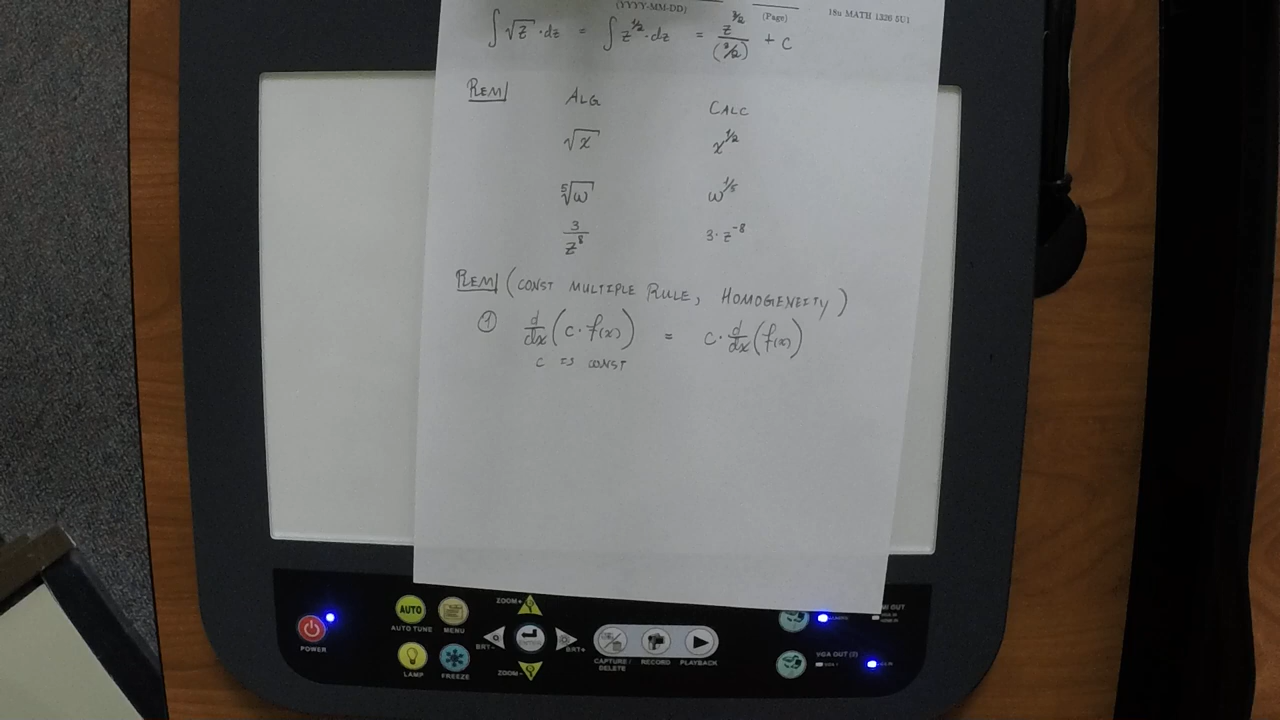 (YYYY-MM-DD) (Page) 18u MATH 1326 5U1
∫ √z · dz = ∫ z^{1/2} · dz = z^{3/2} / (3/2) + C
REM/ ALG CALC
√x x^{1/2}
⁵√w w^{1/5}
3/z^8 3 · z^{-8}
REM/ (CONST MULTIPLE RULE, HOMOGENEITY)
① d/dx (c · f(x)) = c · d/dx (f(x))
c IS CONST
POWER
AUTO
AUTO TUNE
MENU
LAMP
FREEZE
ZOOM+
BRT-
BRT+
ZOOM-
CAPTURE / DELETE
RECORD
PLAYBACK
VGA OUT (2)